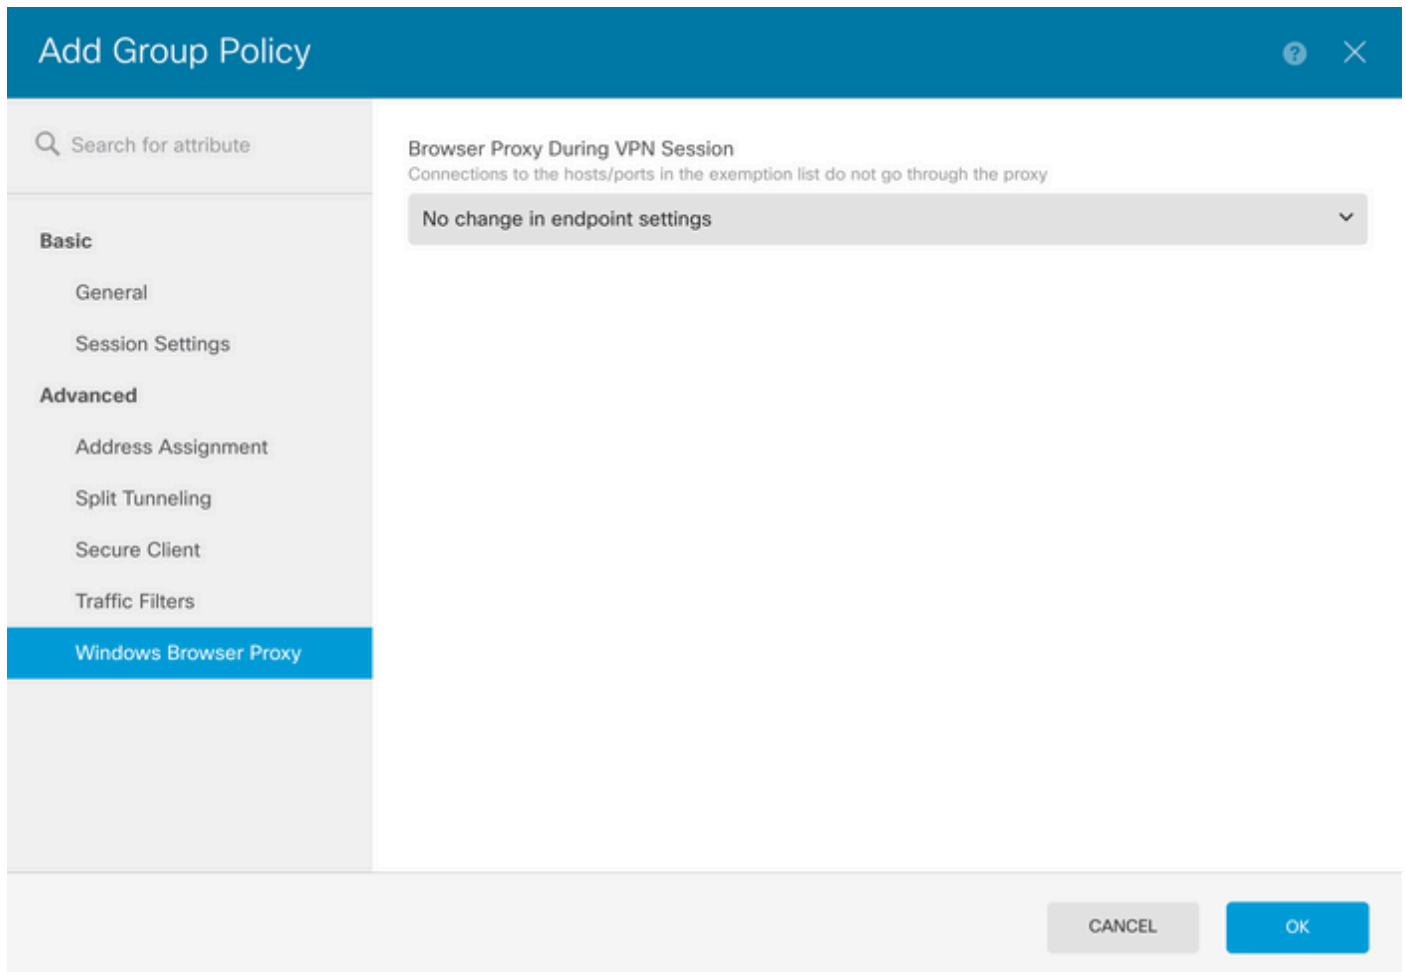 Add Group Policy
?
Search for attribute
Basic
General
Session Settings
Advanced
Address Assignment
Split Tunneling
Secure Client
Traffic Filters
Windows Browser Proxy
Browser Proxy During VPN Session
Connections to the hosts/ports in the exemption list do not go through the proxy
No change in endpoint settings
CANCEL
OK